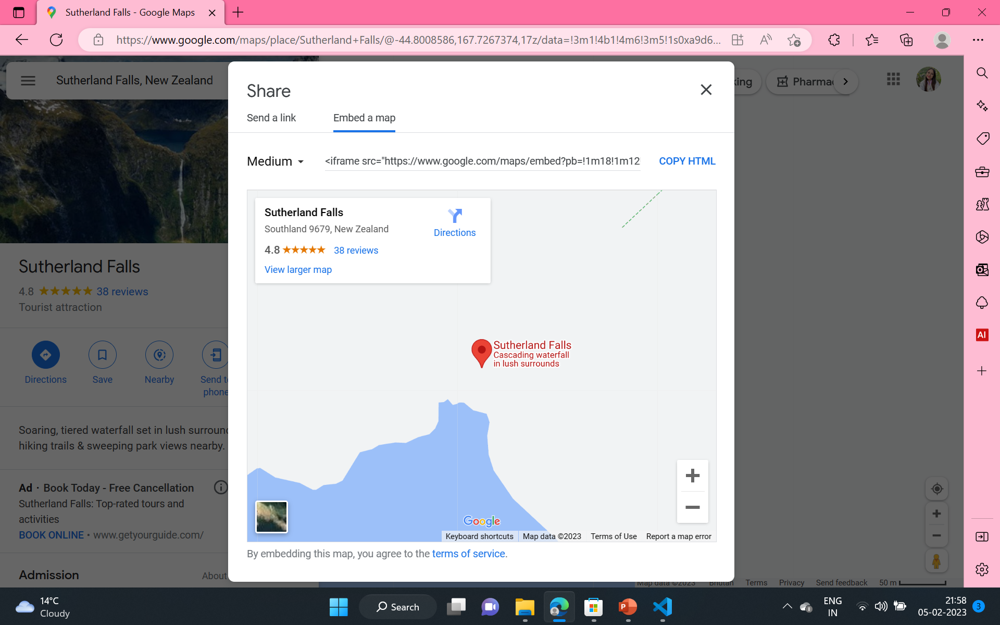 Sutherland Falls - Google Maps
https://www.google.com/maps/place/Sutherland+Falls/@-44.8008586,167.7267374,17z/data=!3m1!4b1!4m6!3m5!1s0xa9d6...
Sutherland Falls, New Zealand
king
Pharma
Share
Send a link
Embed a map
Medium
<iframe src="https://www.google.com/maps/embed?pb=!1m18!1m12
COPY HTML
Sutherland Falls
Southland 9679, New Zealand
4.8 ★★★★★ 38 reviews
View larger map
Directions
Sutherland Falls
Cascading waterfall
in lush surrounds
Google
Keyboard shortcuts
Map data ©2023
Terms of Use
Report a map error
By embedding this map, you agree to the terms of service.
Sutherland Falls
4.8 ★★★★★ 38 reviews
Tourist attraction
Directions
Save
Nearby
Send to
phone
Soaring, tiered waterfall set in lush surround
hiking trails & sweeping park views nearby.
Ad · Book Today - Free Cancellation
Sutherland Falls: Top-rated tours and
activities
BOOK ONLINE • www.getyourguide.com/
Admission
About
Map data ©2023
Bhutan
Terms
Privacy
Send feedback
50 m
AI
14°C
Cloudy
Search
ENG
IN
21:58
05-02-2023
3